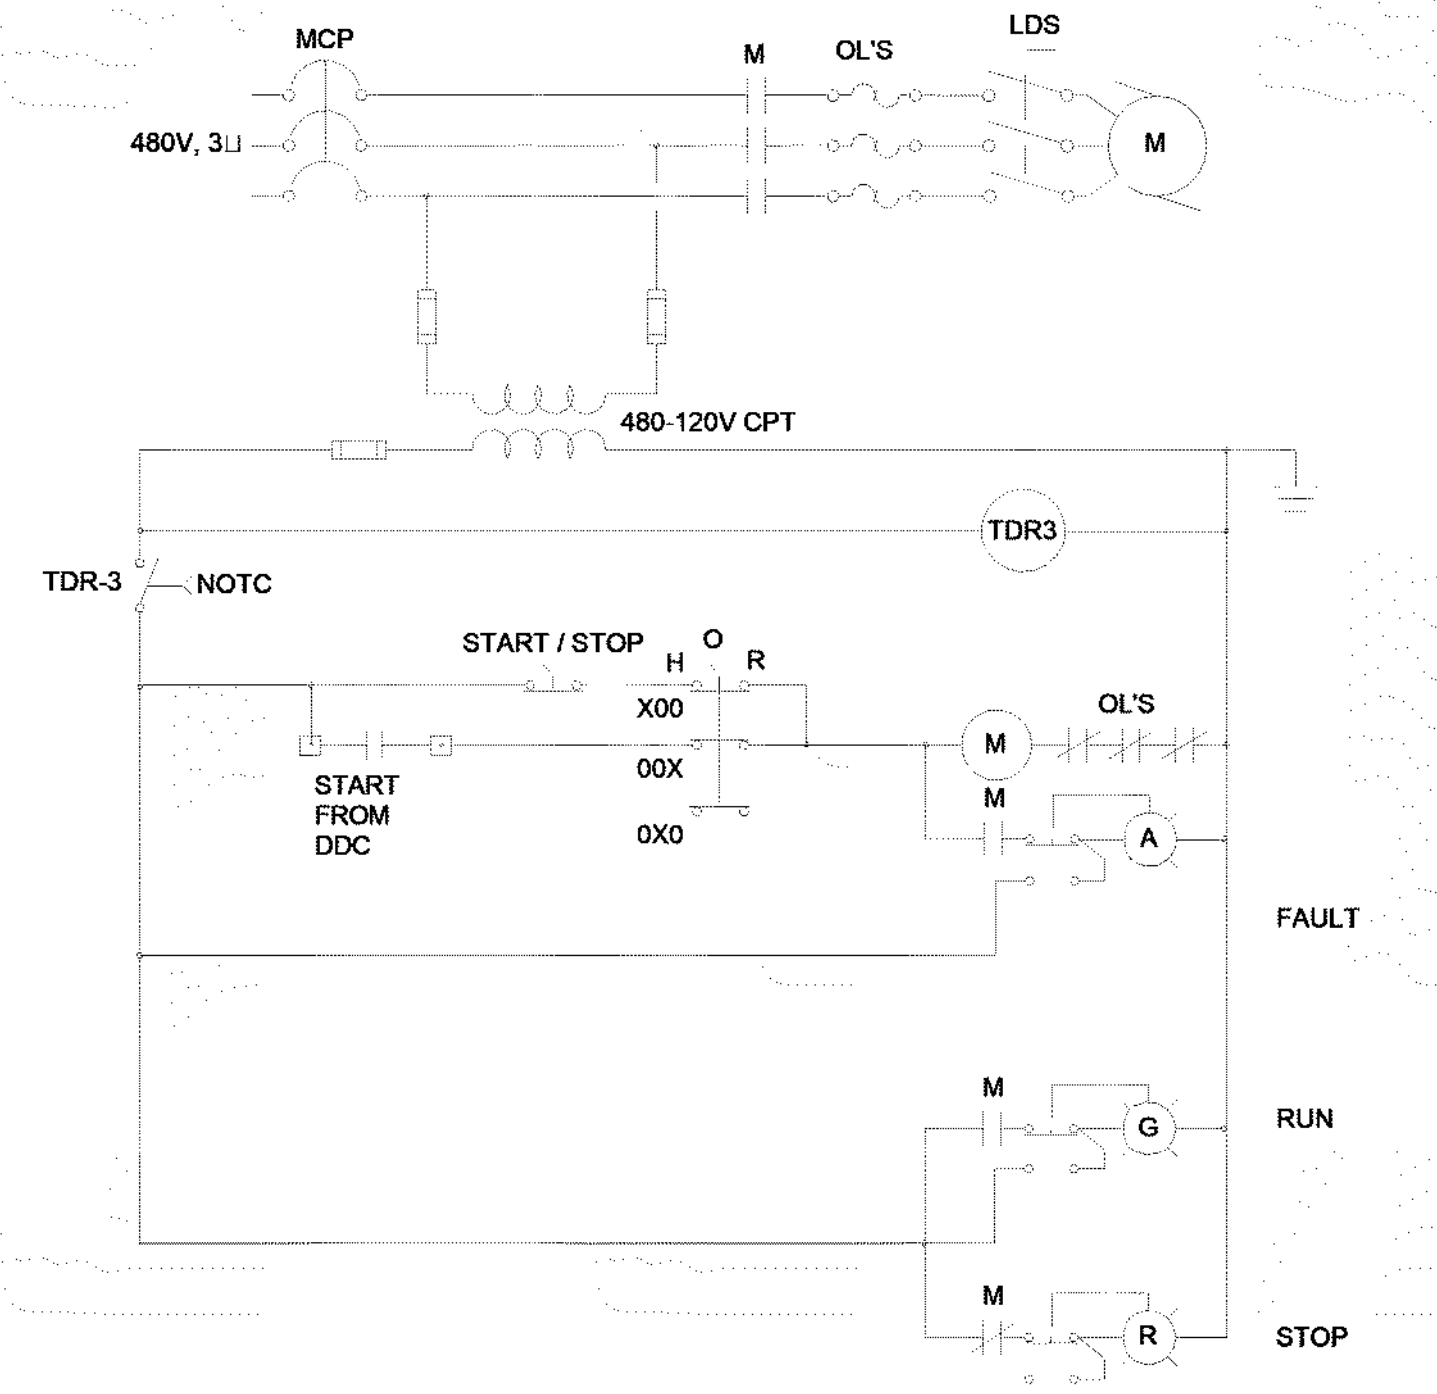 MCP
M
OL'S
LDS
480V, 3
M
480-120V CPT
TDR3
TDR-3
NOTC
START / STOP
H
O
R
X00
OL'S
M
00X
START
FROM
DDC
M
0X0
A
FAULT
M
G
RUN
M
R
STOP